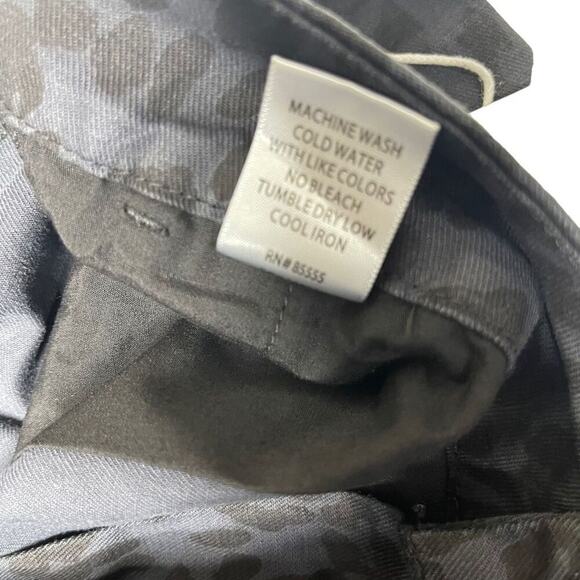 MACHINE WASH
COLD WATER
WITH LIKE COLORS
NO BLEACH
TUMBLE DRY LOW
COOL IRON
RN# 85555